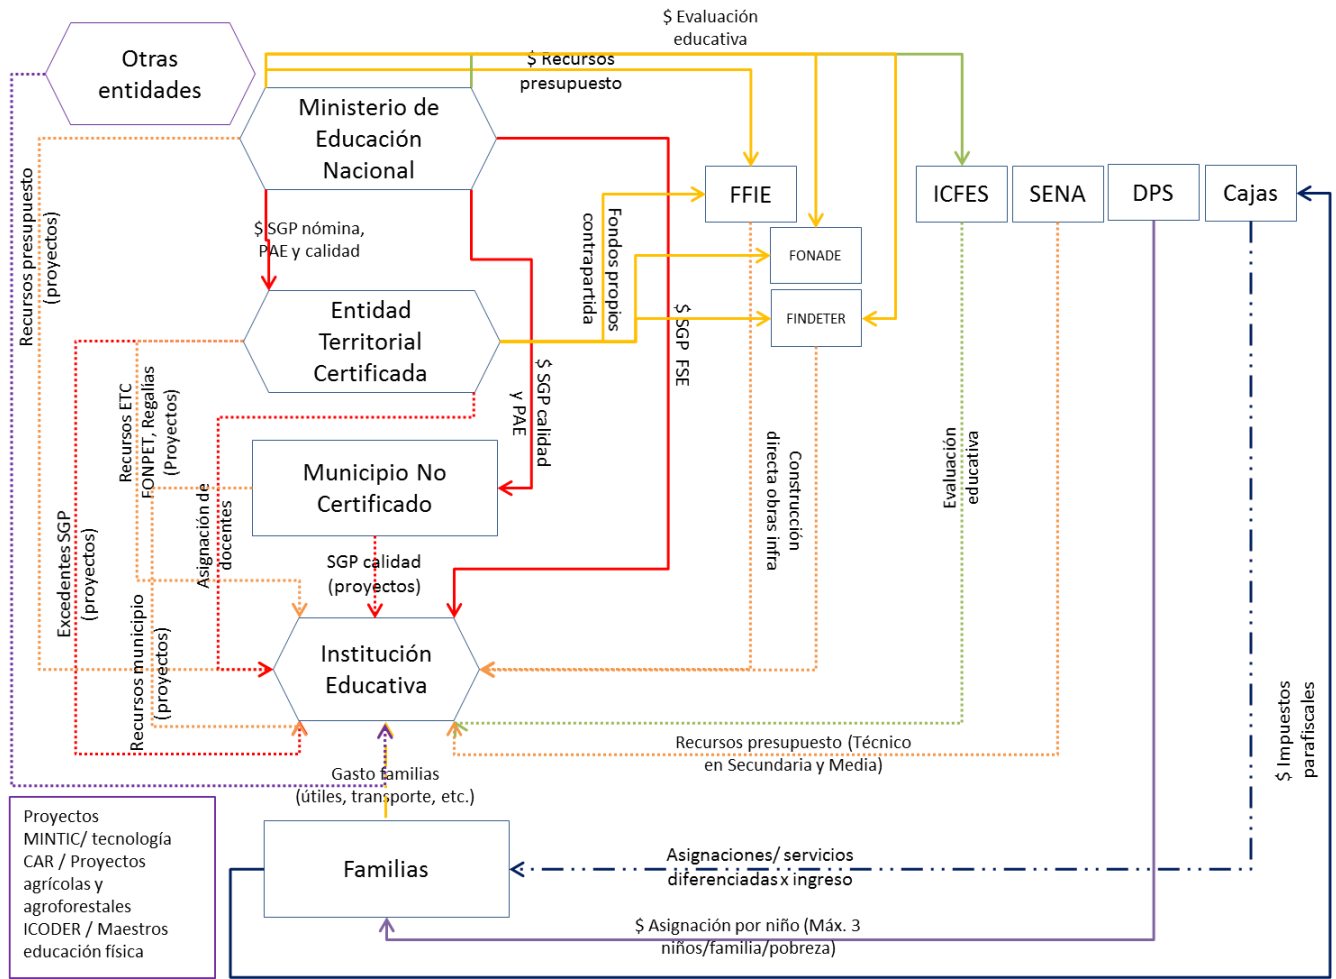 $ Evaluación
educativa
Otras
entidades
$ Recursos
presupuesto
Ministerio de
Educación
Nacional
FFIE
ICFES
SENA
DPS
Cajas
Recursos presupuesto
(proyectos)
$ SGP nómina,
PAE y calidad
Fondos propios
contrapartida
FONADE
FINDETER
Entidad
Territorial
Certificada
$ SGP FSE
$ SGP calidad
y PAE
Recursos ETC
FONPET, Regalías
(Proyectos)
Municipio No
Certificado
Construcción
directa obras infra
Evaluación
educativa
Asignación de
docentes
Excedentes SGP
(proyectos)
SGP calidad
(proyectos)
Recursos municipio
(proyectos)
Institución
Educativa
$ Impuestos
parafiscales
Recursos presupuesto (Técnico
en Secundaria y Media)
Gasto familias
(útiles, transporte, etc.)
Proyectos
MINTIC/ tecnología
CAR / Proyectos
agrícolas y
agroforestales
ICODER / Maestros
educación física
Familias
Asignaciones/ servicios
diferenciadas x ingreso
$ Asignación por niño (Máx. 3
niños/familia/pobreza)